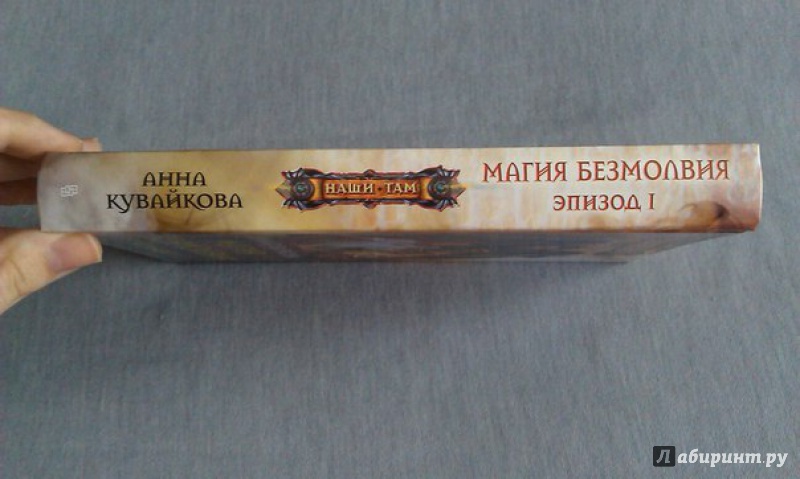 АННА
КУВАЙКОВА
НАШИ ТАМ
МАГИЯ БЕЗМОЛВИЯ
ЭПИЗОД I
Лабиринт.ру